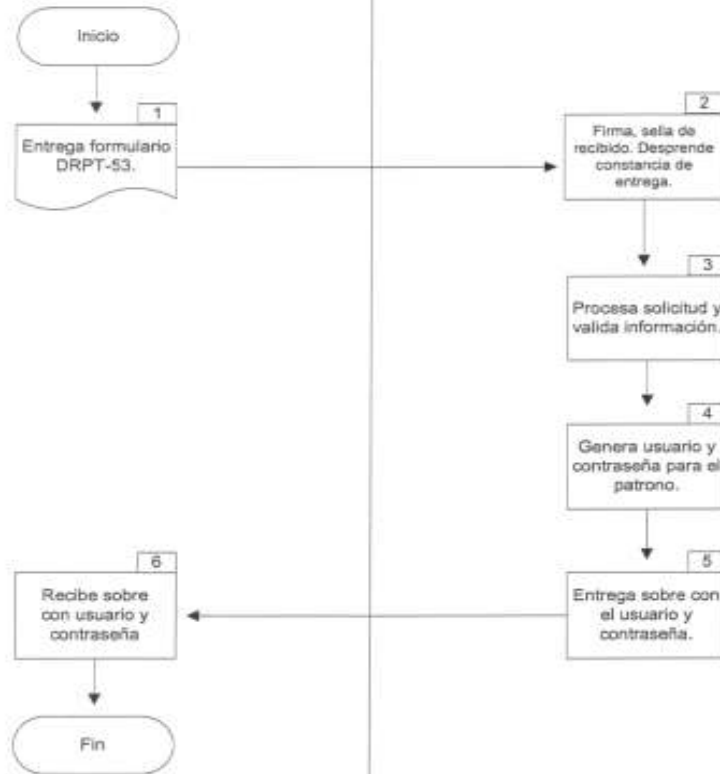 Inicio
1
Entrega formulario
DRPT-53.
2
Firma, sella de
recibido. Desprende
constancia de
entrega.
3
Procesa solicitud y
valida información.
4
Genera usuario y
contraseña para el
patrono.
5
Entrega sobre con
el usuario y
contraseña.
6
Recibe sobre
con usuario y
contraseña
Fin